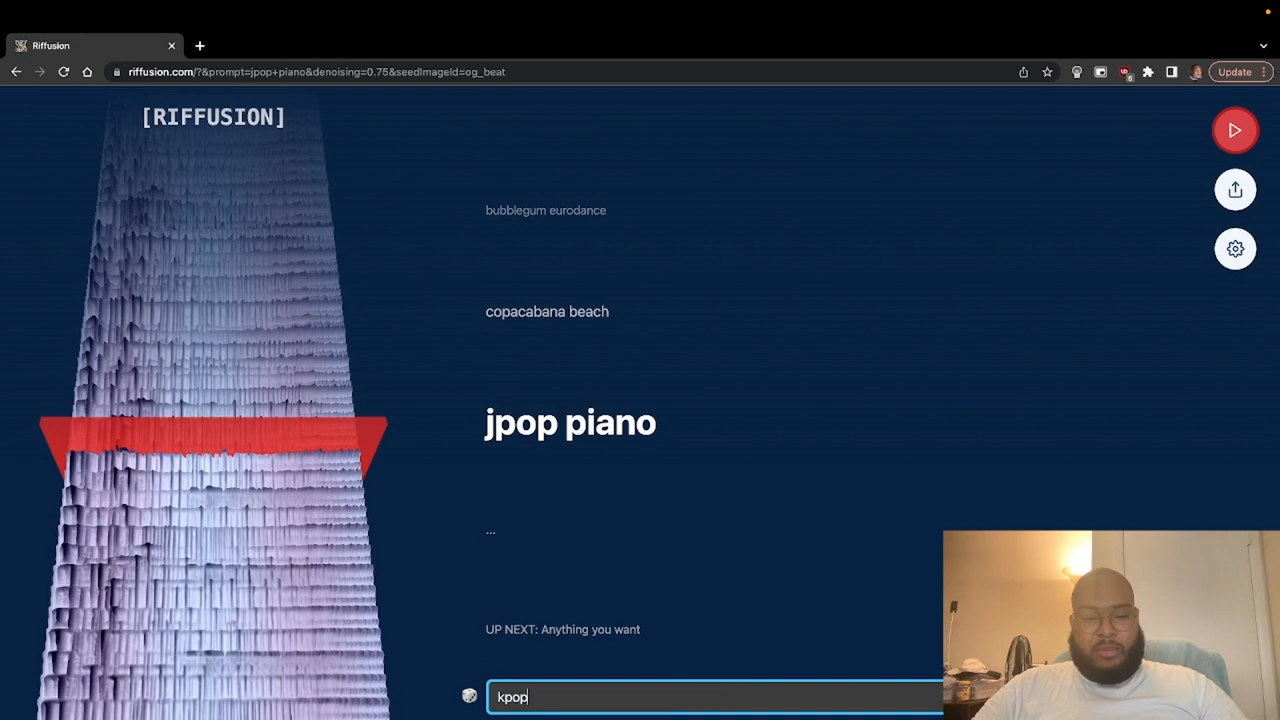 Riffusion
riffusion.com/?&prompt=jpop+piano&denoising=0.75&seedImageId=og_beat
Update
[RIFFUSION]
bubblegum eurodance
copacabana beach
jpop piano
...
UP NEXT: Anything you want
kpop